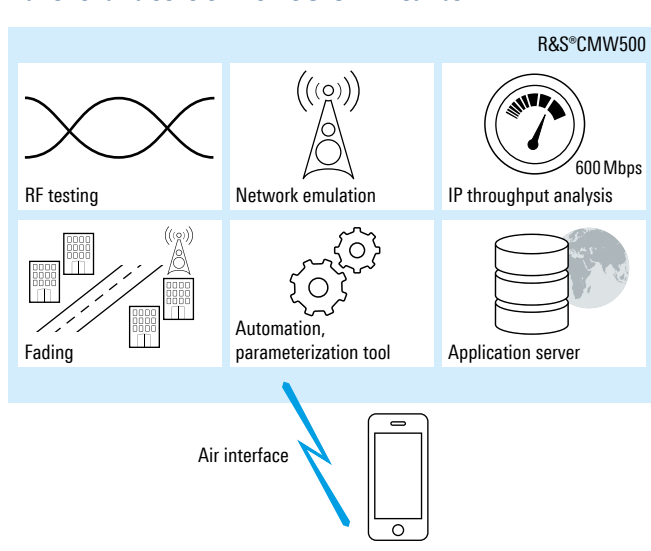 R&S®CMW500
RF testing
Network emulation
600 Mbps
IP throughput analysis
Fading
Automation,
parameterization tool
Application server
Air interface